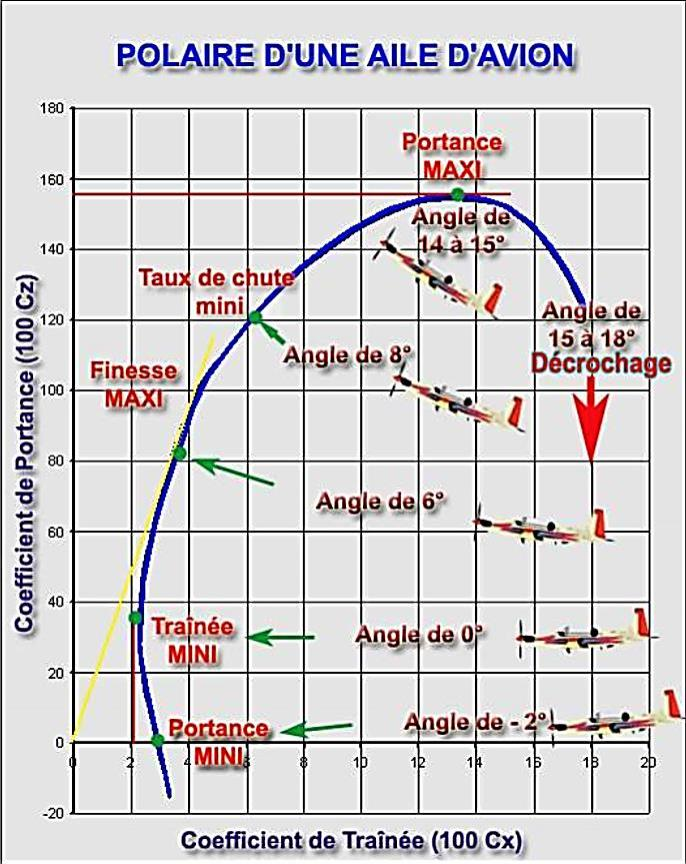 POLAIRE D'UNE AILE D'AVION
180
160
140
120
100
80
60
40
20
0
-20
Coefficient de Portance (100 Cz)
Portance
MAXI
Angle de
14 à 15°
Taux de chute
mini
Angle de 8°
Angle de
15 à 18°
Décrochage
Finesse
MAXI
Angle de 6°
Traînée
MINI
Angle de 0°
Portance
MINI
Angle de - 2°
0 2 4 6 8 10 12 14 16 18 20
Coefficient de Traînée (100 Cx)